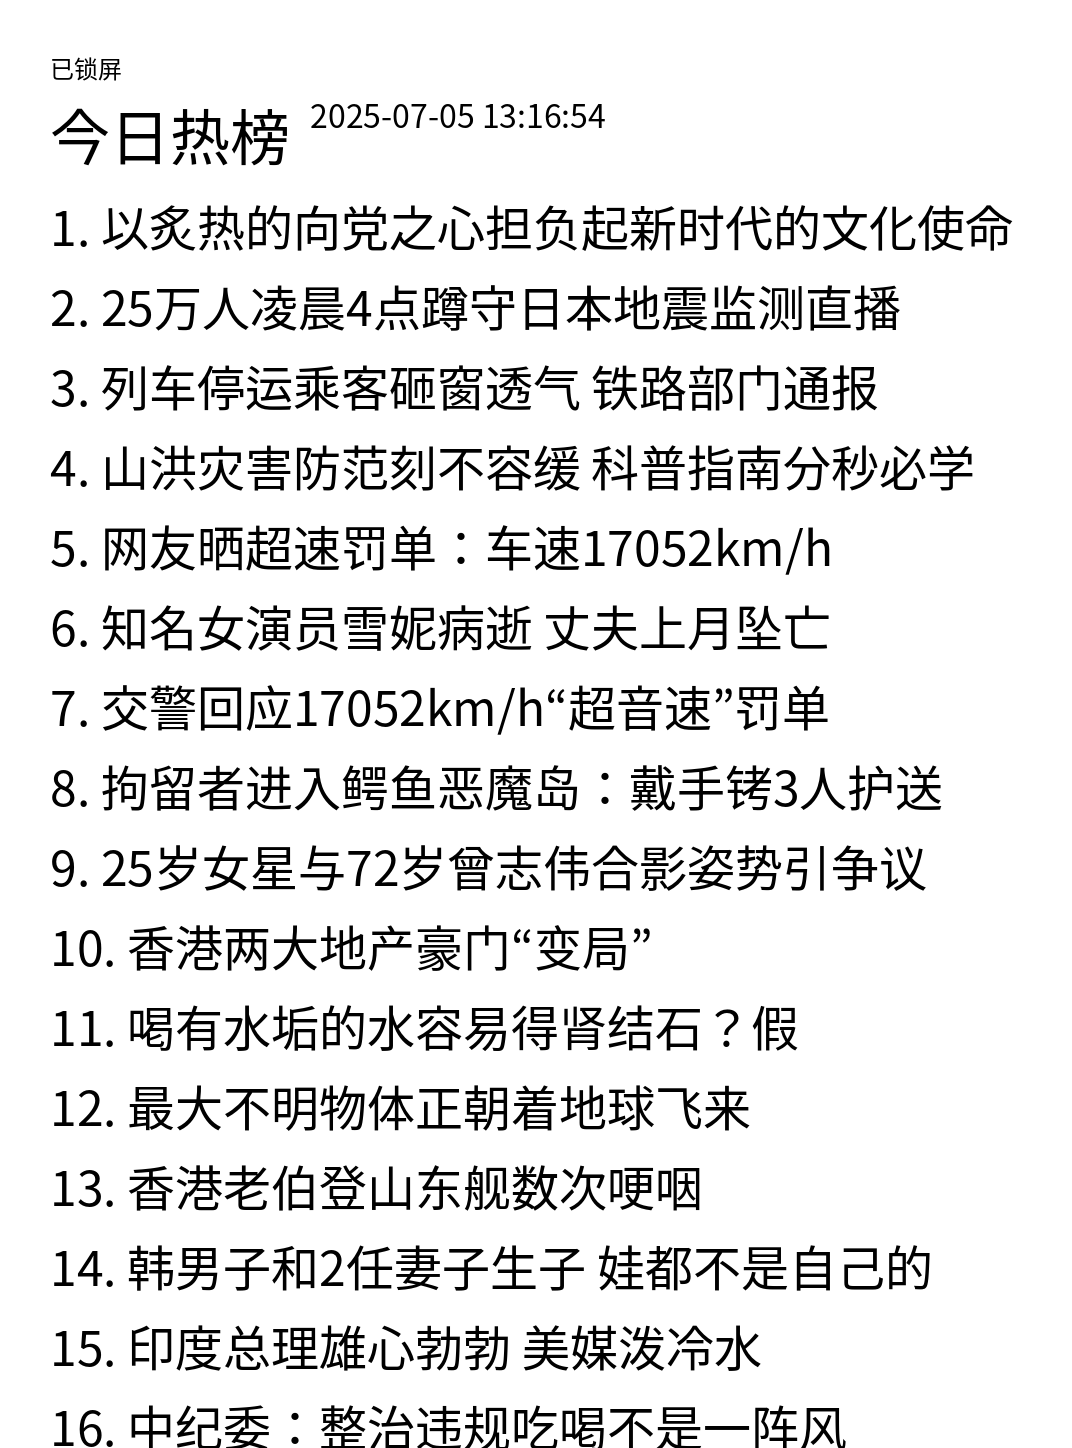 已锁屏
今日热榜 2025-07-05 13:16:54
1. 以炙热的向党之心担负起新时代的文化使命
2. 25万人凌晨4点蹲守日本地震监测直播
3. 列车停运乘客砸窗透气 铁路部门通报
4. 山洪灾害防范刻不容缓 科普指南分秒必学
5. 网友晒超速罚单：车速17052km/h
6. 知名女演员雪妮病逝 丈夫上月坠亡
7. 交警回应17052km/h“超音速”罚单
8. 拘留者进入鳄鱼恶魔岛：戴手铐3人护送
9. 25岁女星与72岁曾志伟合影姿势引争议
10. 香港两大地产豪门“变局”
11. 喝有水垢的水容易得肾结石？假
12. 最大不明物体正朝着地球飞来
13. 香港老伯登山东舰数次哽咽
14. 韩男子和2任妻子生子 娃都不是自己的
15. 印度总理雄心勃勃 美媒泼冷水
16. 中纪委：整治违规吃喝不是一阵风